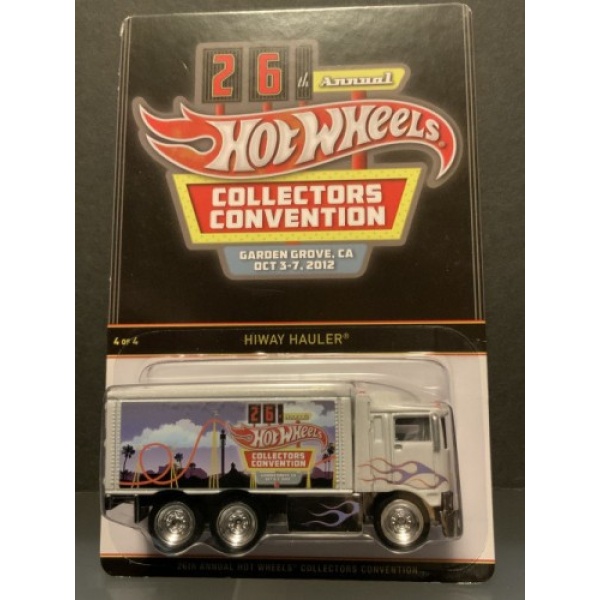 26th Annual
HOT WHEELS®
COLLECTORS
CONVENTION
GARDEN GROVE, CA
OCT 3-7, 2012
4 OF 4
HIWAY HAULER®
26 Annual
HOT WHEELS
COLLECTORS
CONVENTION
26TH ANNUAL HOT WHEELS® COLLECTORS CONVENTION